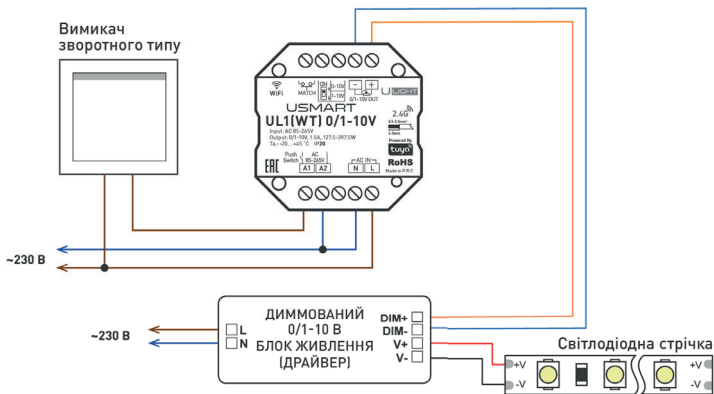 Вимикач
зворотного типу
WiFi
MATCH
ON
0-10V
1-10V
− +
0/1-10V OUT
U LIGHT
USMART
UL1(WT) 0/1-10V
2.4G
Input: AC 85-265V
Output: 0/1-10V, 1.5A, 127.5-397.5W
Ta: -20... +45 °C IP20
Powered By
tuya
RoHS
Made in P.R.C
EAC
Push Switch
AC 85-265V
AC IN
A1 A2 N L
~230 В
~230 В
L
N
ДИММОВАНИЙ
0/1-10 В
БЛОК ЖИВЛЕННЯ
(ДРАЙВЕР)
DIM+
DIM-
V+
V-
Світлодіодна стрічка
+V +V
-V -V